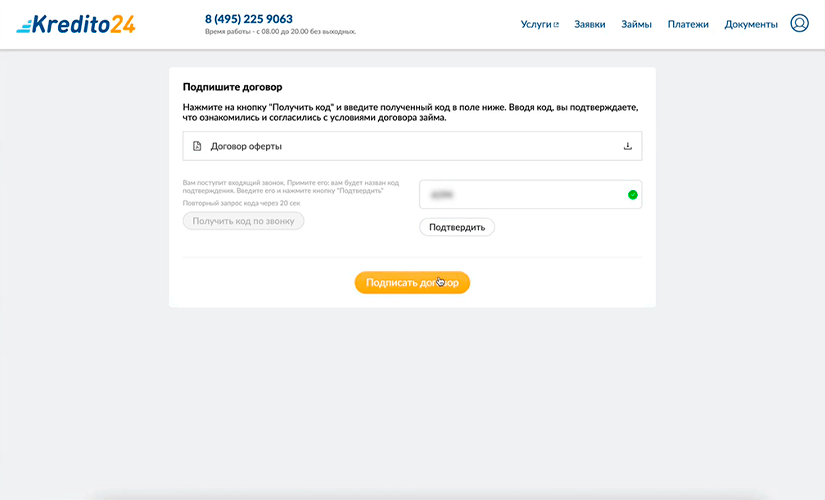 Kredito24
8 (495) 225 9063
Время работы - с 08.00 до 20.00 без выходных.
Услуги
Заявки
Займы
Платежи
Документы
Подпишите договор
Нажмите на кнопку "Получить код" и введите полученный код в поле ниже. Вводя код, вы подтверждаете,
что ознакомились и согласились с условиями договора займа.
Договор оферты
Вам поступит входящий звонок. Примите его: вам будет назван код
подтверждения. Введите его и нажмите кнопку "Подтвердить"
Повторный запрос кода через 20 сек
Получить код по звонку
Подтвердить
Подписать договор